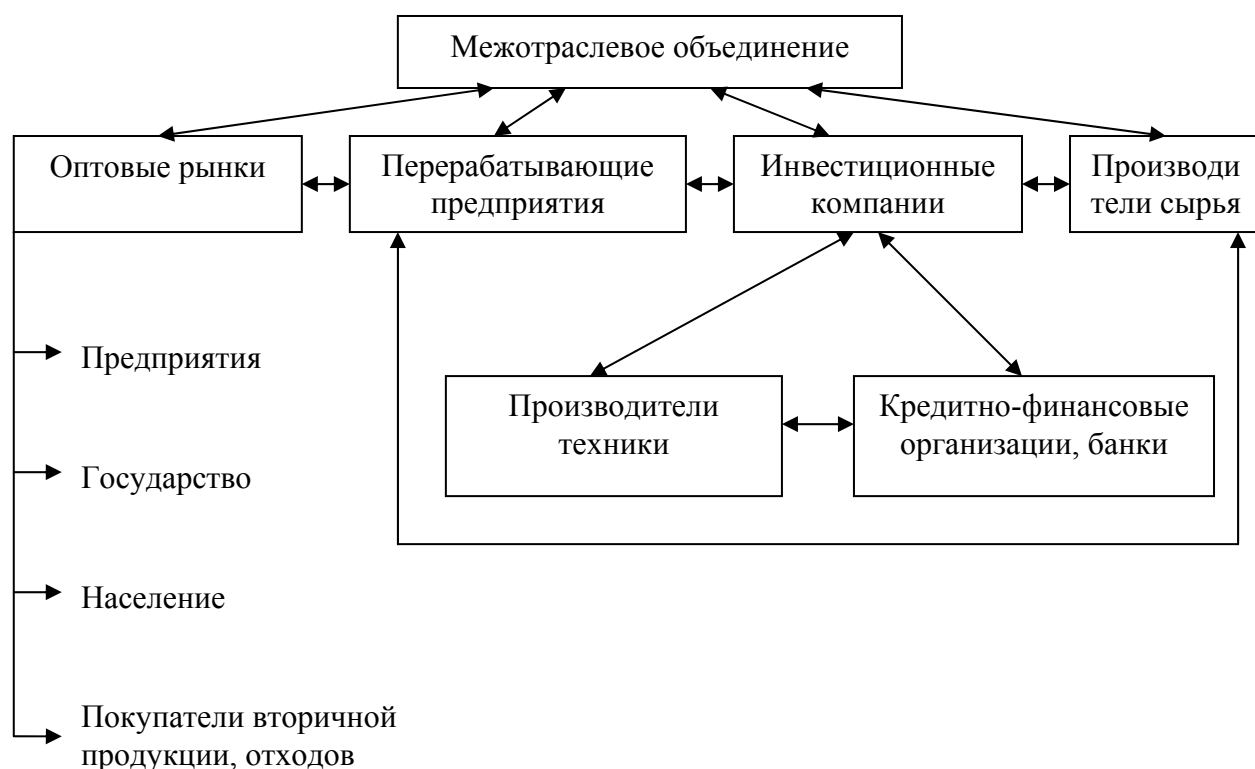 Межотраслевое объединение
Оптовые рынки
Перерабатывающие
предприятия
Инвестиционные
компании
Производи
тели сырья
Предприятия
Государство
Население
Покупатели вторичной
продукции, отходов
Производители
техники
Кредитно-финансовые
организации, банки